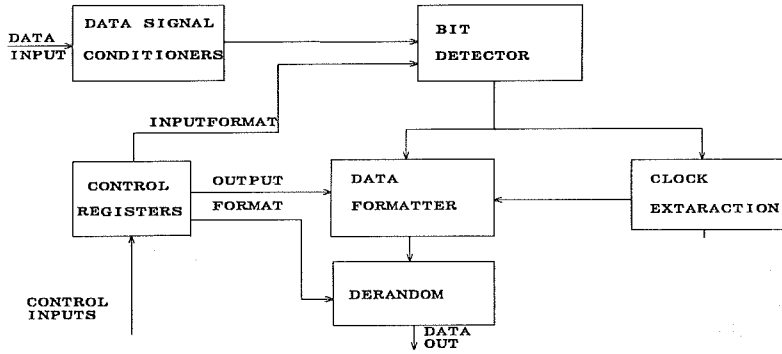 DATA SIGNAL
CONDITIONERS
DATA
INPUT
BIT
DETECTOR
INPUTFORMAT
CONTROL
REGISTERS
OUTPUT
FORMAT
DATA
FORMATTER
CLOCK
EXTARACTION
DERANDOM
CONTROL
INPUTS
DATA
OUT